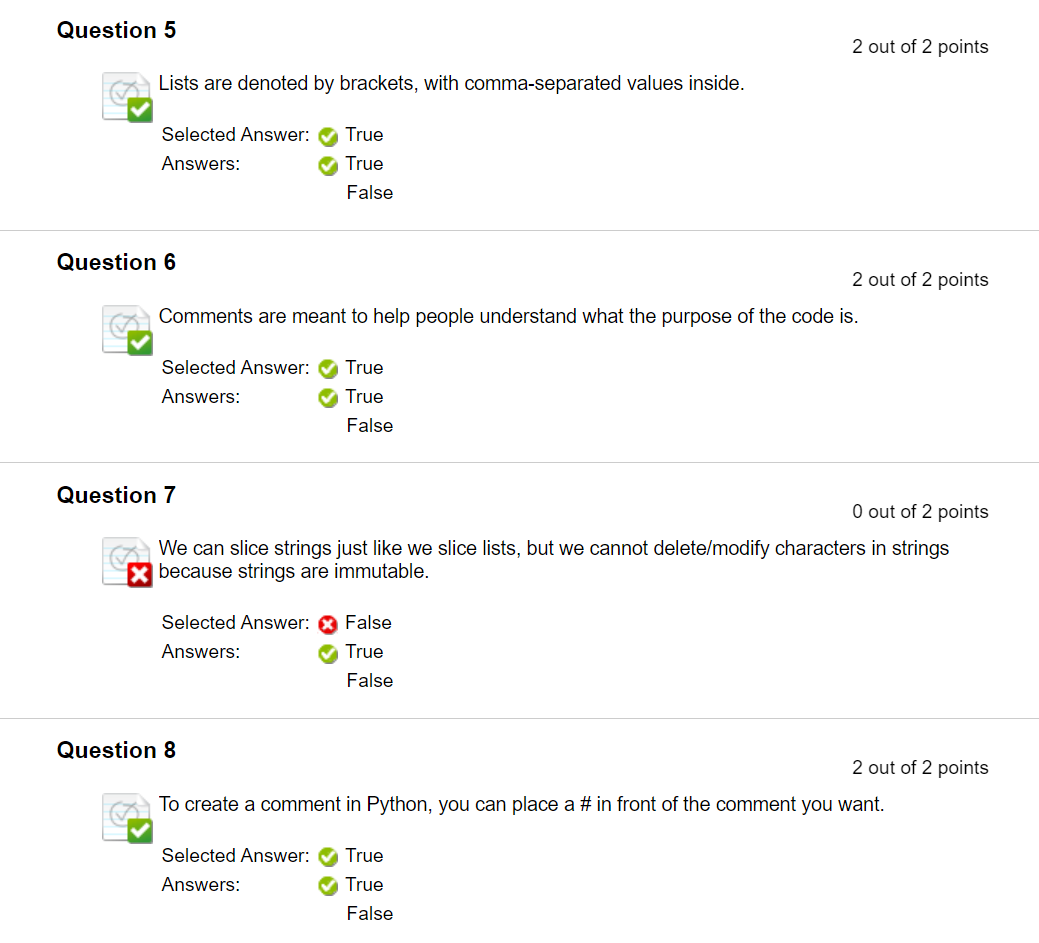 Question 5
2 out of 2 points
Lists are denoted by brackets, with comma-separated values inside.
Selected Answer: True
Answers: True
False
Question 6
2 out of 2 points
Comments are meant to help people understand what the purpose of the code is.
Selected Answer: True
Answers: True
False
Question 7
0 out of 2 points
We can slice strings just like we slice lists, but we cannot delete/modify characters in strings
because strings are immutable.
Selected Answer: False
Answers: True
False
Question 8
2 out of 2 points
To create a comment in Python, you can place a # in front of the comment you want.
Selected Answer: True
Answers: True
False